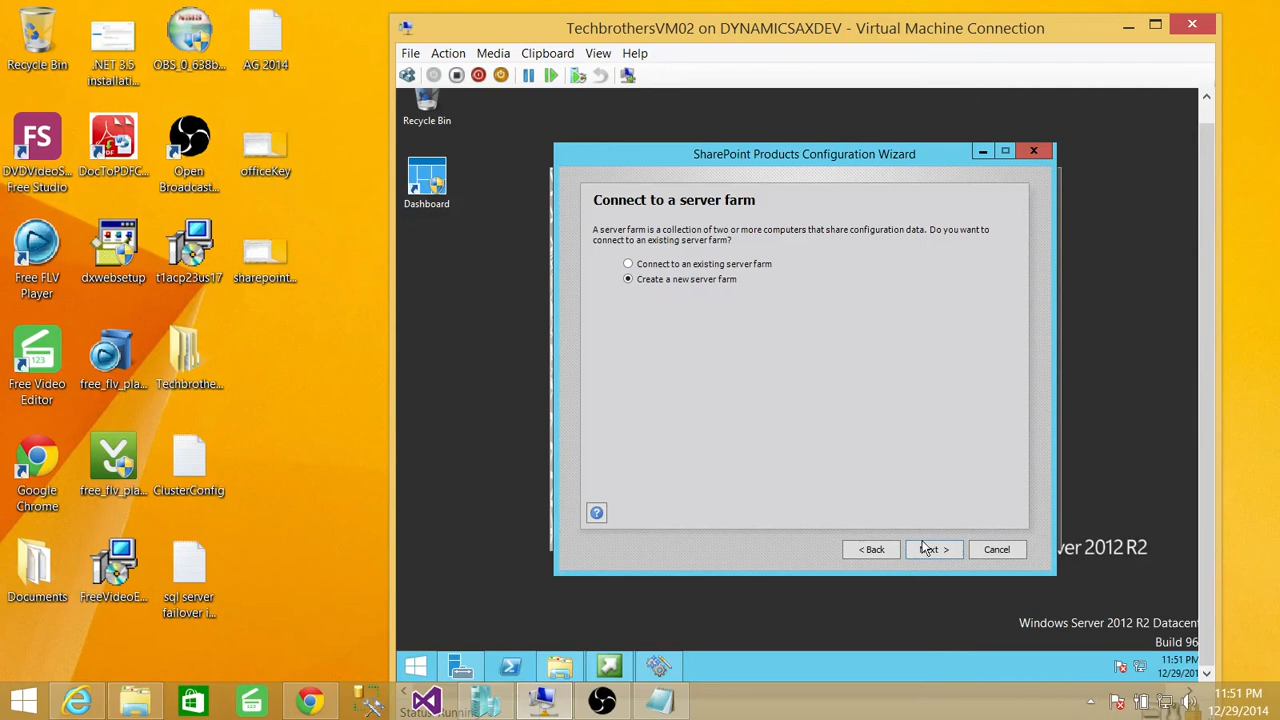 Recycle Bin
.NET 3.5
installati...
OBS_0_638b...
AG 2014
DVDVideoS...
Free Studio
DocToPDFC...
Open
Broadcast...
officeKey
Free FLV
Player
dxwebsetup
t1acp23us17
sharepoint...
Free Video
Editor
free_flv_pla...
Techbrothe...
Google
Chrome
free_flv_pla...
ClusterConfig
Documents
FreeVideoE...
sql server
failover i...
TechbrothersVM02 on DYNAMICSAXDEV - Virtual Machine Connection
File Action Media Clipboard View Help
Recycle Bin
Dashboard
SharePoint Products Configuration Wizard
Connect to a server farm
A server farm is a collection of two or more computers that share configuration data. Do you want to
connect to an existing server farm?
Connect to an existing server farm
Create a new server farm
< Back
Next >
Cancel
ver 2012 R2
Windows Server 2012 R2 Datacent
Build 96
11:51 PM
12/29/2014
11:51 PM
12/29/2014